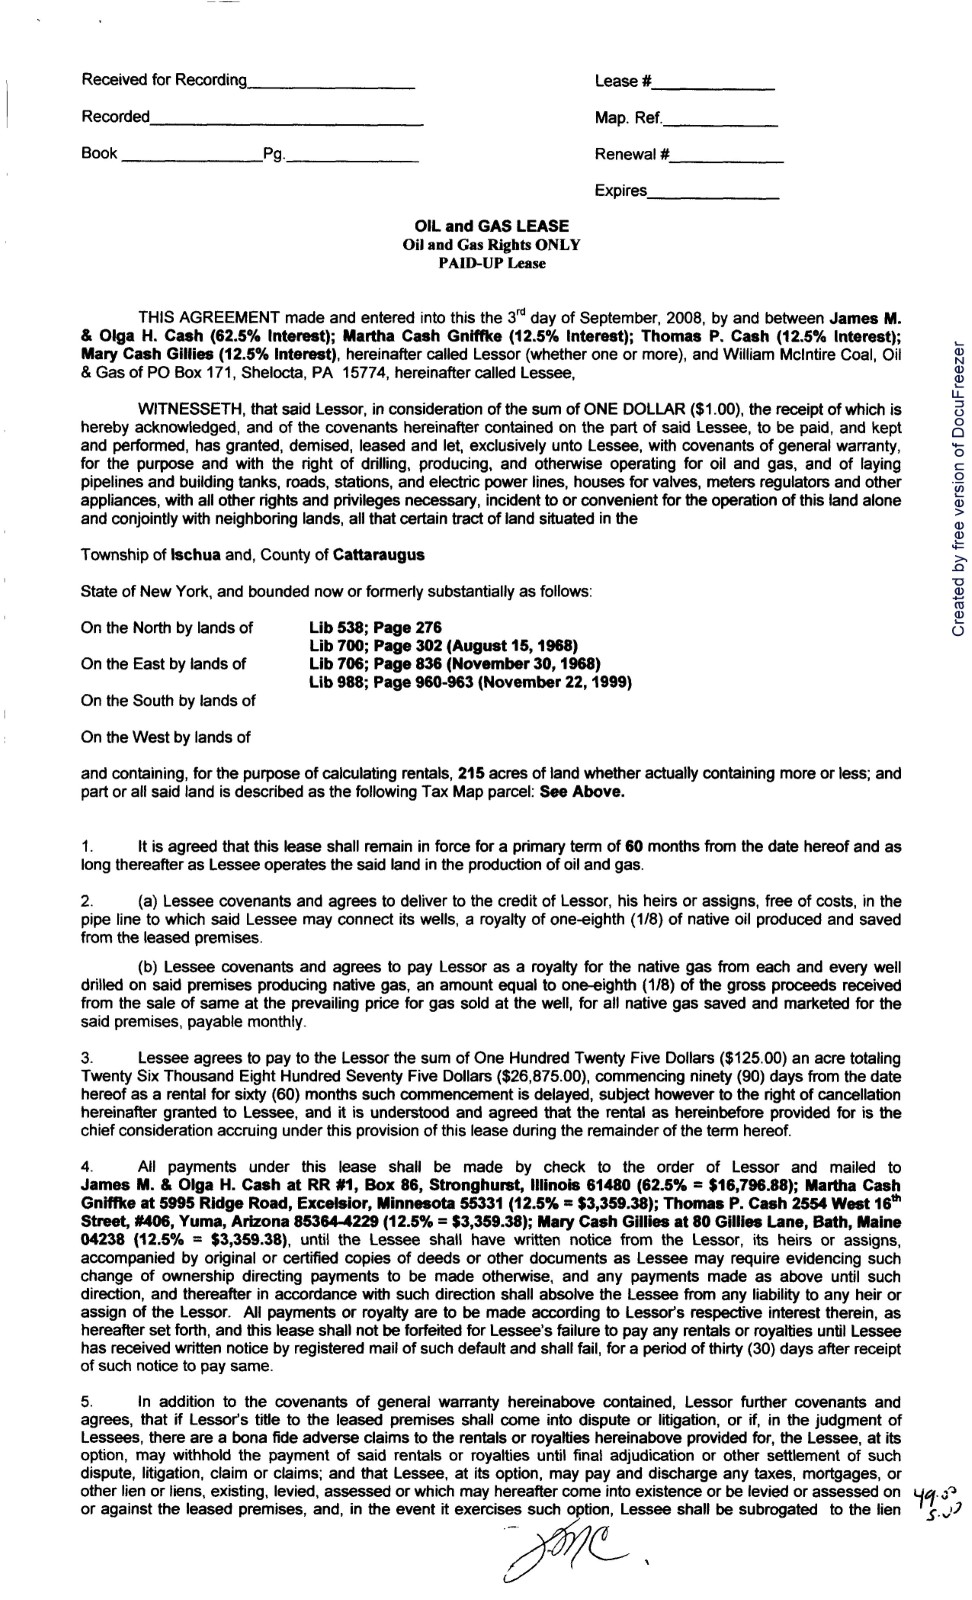 Received for Recording
Lease #
Recorded
Map. Ref.
Book Pg.
Renewal #
Expires
OIL and GAS LEASE
Oil and Gas Rights ONLY
PAID-UP Lease
THIS AGREEMENT made and entered into this the 3rd day of September, 2008, by and between James M.
& Olga H. Cash (62.5% Interest); Martha Cash Gniffke (12.5% Interest); Thomas P. Cash (12.5% Interest);
Mary Cash Gillies (12.5% Interest), hereinafter called Lessor (whether one or more), and William McIntire Coal, Oil
& Gas of PO Box 171, Shelocta, PA 15774, hereinafter called Lessee,
WITNESSETH, that said Lessor, in consideration of the sum of ONE DOLLAR ($1.00), the receipt of which is
hereby acknowledged, and of the covenants hereinafter contained on the part of said Lessee, to be paid, and kept
and performed, has granted, demised, leased and let, exclusively unto Lessee, with covenants of general warranty,
for the purpose and with the right of drilling, producing, and otherwise operating for oil and gas, and of laying
pipelines and building tanks, roads, stations, and electric power lines, houses for valves, meters regulators and other
appliances, with all other rights and privileges necessary, incident to or convenient for the operation of this land alone
and conjointly with neighboring lands, all that certain tract of land situated in the
Township of Ischua and, County of Cattaraugus
State of New York, and bounded now or formerly substantially as follows:
On the North by lands of Lib 538; Page 276
Lib 700; Page 302 (August 15, 1968)
On the East by lands of Lib 706; Page 836 (November 30, 1968)
Lib 988; Page 960-963 (November 22, 1999)
On the South by lands of
On the West by lands of
and containing, for the purpose of calculating rentals, 215 acres of land whether actually containing more or less; and
part or all said land is described as the following Tax Map parcel: See Above.
1. It is agreed that this lease shall remain in force for a primary term of 60 months from the date hereof and as
long thereafter as Lessee operates the said land in the production of oil and gas.
2. (a) Lessee covenants and agrees to deliver to the credit of Lessor, his heirs or assigns, free of costs, in the
pipe line to which said Lessee may connect its wells, a royalty of one-eighth (1/8) of native oil produced and saved
from the leased premises.
(b) Lessee covenants and agrees to pay Lessor as a royalty for the native gas from each and every well
drilled on said premises producing native gas, an amount equal to one-eighth (1/8) of the gross proceeds received
from the sale of same at the prevailing price for gas sold at the well, for all native gas saved and marketed for the
said premises, payable monthly.
3. Lessee agrees to pay to the Lessor the sum of One Hundred Twenty Five Dollars ($125.00) an acre totaling
Twenty Six Thousand Eight Hundred Seventy Five Dollars ($26,875.00), commencing ninety (90) days from the date
hereof as a rental for sixty (60) months such commencement is delayed, subject however to the right of cancellation
hereinafter granted to Lessee, and it is understood and agreed that the rental as hereinbefore provided for is the
chief consideration accruing under this provision of this lease during the remainder of the term hereof.
4. All payments under this lease shall be made by check to the order of Lessor and mailed to
James M. & Olga H. Cash at RR #1, Box 86, Stronghurst, Illinois 61480 (62.5% = $16,796.88); Martha Cash
Gniffke at 5995 Ridge Road, Excelsior, Minnesota 55331 (12.5% = $3,359.38); Thomas P. Cash 2554 West 16th
Street, #406, Yuma, Arizona 85364-4229 (12.5% = $3,359.38); Mary Cash Gillies at 80 Gillies Lane, Bath, Maine
04238 (12.5% = $3,359.38), until the Lessee shall have written notice from the Lessor, its heirs or assigns,
accompanied by original or certified copies of deeds or other documents as Lessee may require evidencing such
change of ownership directing payments to be made otherwise, and any payments made as above until such
direction, and thereafter in accordance with such direction shall absolve the Lessee from any liability to any heir or
assign of the Lessor. All payments or royalty are to be made according to Lessor's respective interest therein, as
hereafter set forth, and this lease shall not be forfeited for Lessee's failure to pay any rentals or royalties until Lessee
has received written notice by registered mail of such default and shall fail, for a period of thirty (30) days after receipt
of such notice to pay same.
5. In addition to the covenants of general warranty hereinabove contained, Lessor further covenants and
agrees, that if Lessor's title to the leased premises shall come into dispute or litigation, or if, in the judgment of
Lessees, there are a bona fide adverse claims to the rentals or royalties hereinabove provided for, the Lessee, at its
option, may withhold the payment of said rentals or royalties until final adjudication or other settlement of such
dispute, litigation, claim or claims; and that Lessee, at its option, may pay and discharge any taxes, mortgages, or
other lien or liens, existing, levied, assessed or which may hereafter come into existence or be levied or assessed on
or against the leased premises, and, in the event it exercises such option, Lessee shall be subrogated to the lien
49.00
5.00
JMC.
Created by free version of DocuFreezer